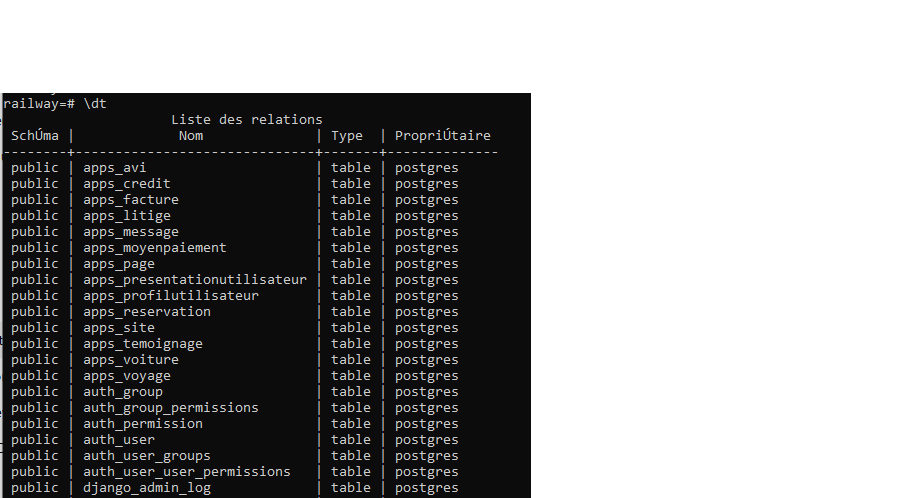 railway=# \dt
Liste des relations
SchÚma | Nom | Type | PropriÚtaire
--------+-----------------------------+-------+--------------
public | apps_avi | table | postgres
public | apps_credit | table | postgres
public | apps_facture | table | postgres
public | apps_litige | table | postgres
public | apps_message | table | postgres
public | apps_moyenpaiement | table | postgres
public | apps_page | table | postgres
public | apps_presentationutilisateur | table | postgres
public | apps_profilutilisateur | table | postgres
public | apps_reservation | table | postgres
public | apps_site | table | postgres
public | apps_temoignage | table | postgres
public | apps_voiture | table | postgres
public | apps_voyage | table | postgres
public | auth_group | table | postgres
public | auth_group_permissions | table | postgres
public | auth_permission | table | postgres
public | auth_user | table | postgres
public | auth_user_groups | table | postgres
public | auth_user_user_permissions | table | postgres
public | django_admin_log | table | postgres